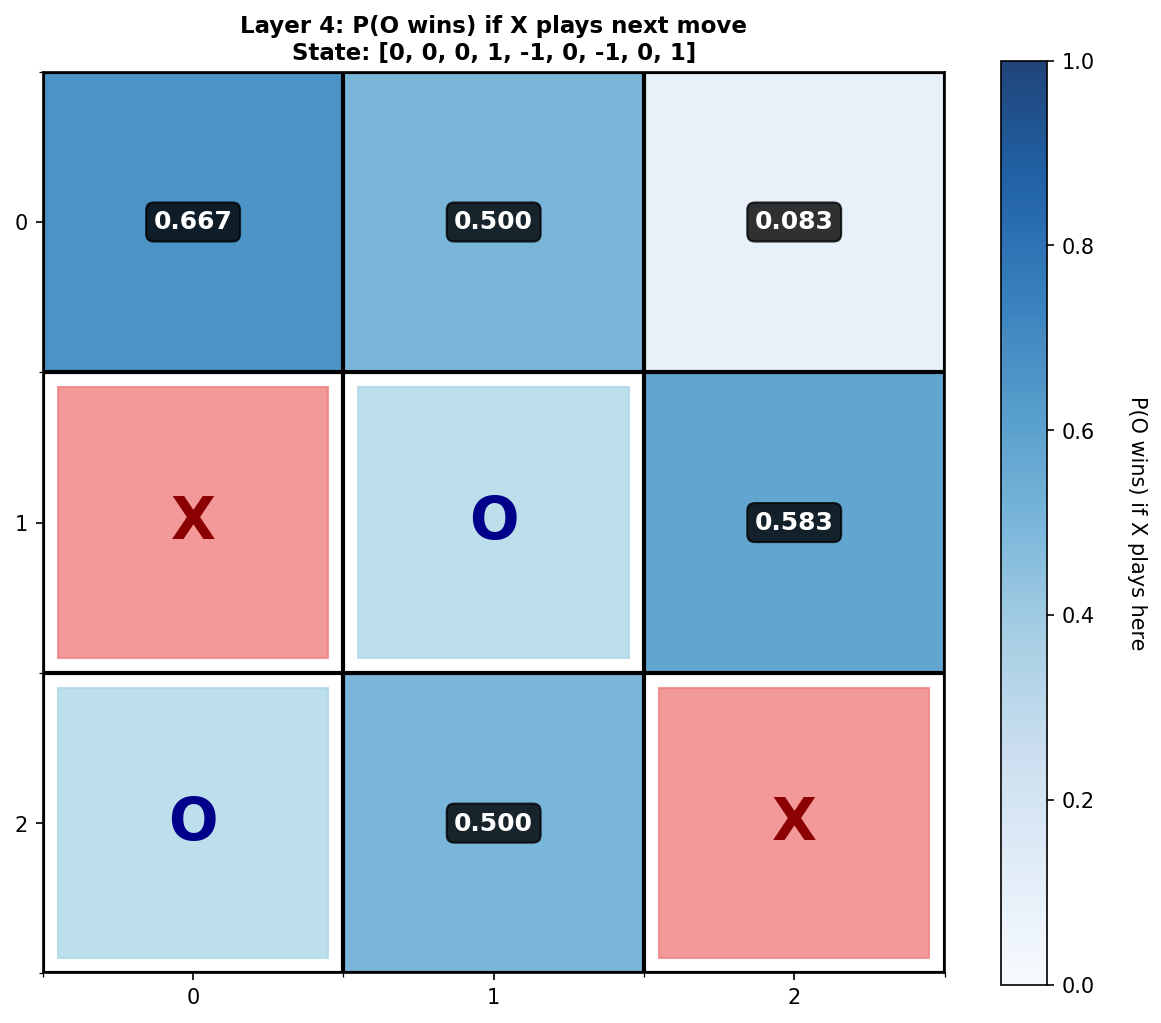 Layer 4: P(O wins) if X plays next move
State: [0, 0, 0, 1, -1, 0, -1, 0, 1]
0.667 0.500 0.083
X O 0.583
O 0.500 X
0
1
2
0 1 2
1.0
0.8
0.6
0.4
0.2
0.0
P(O wins) if X plays here